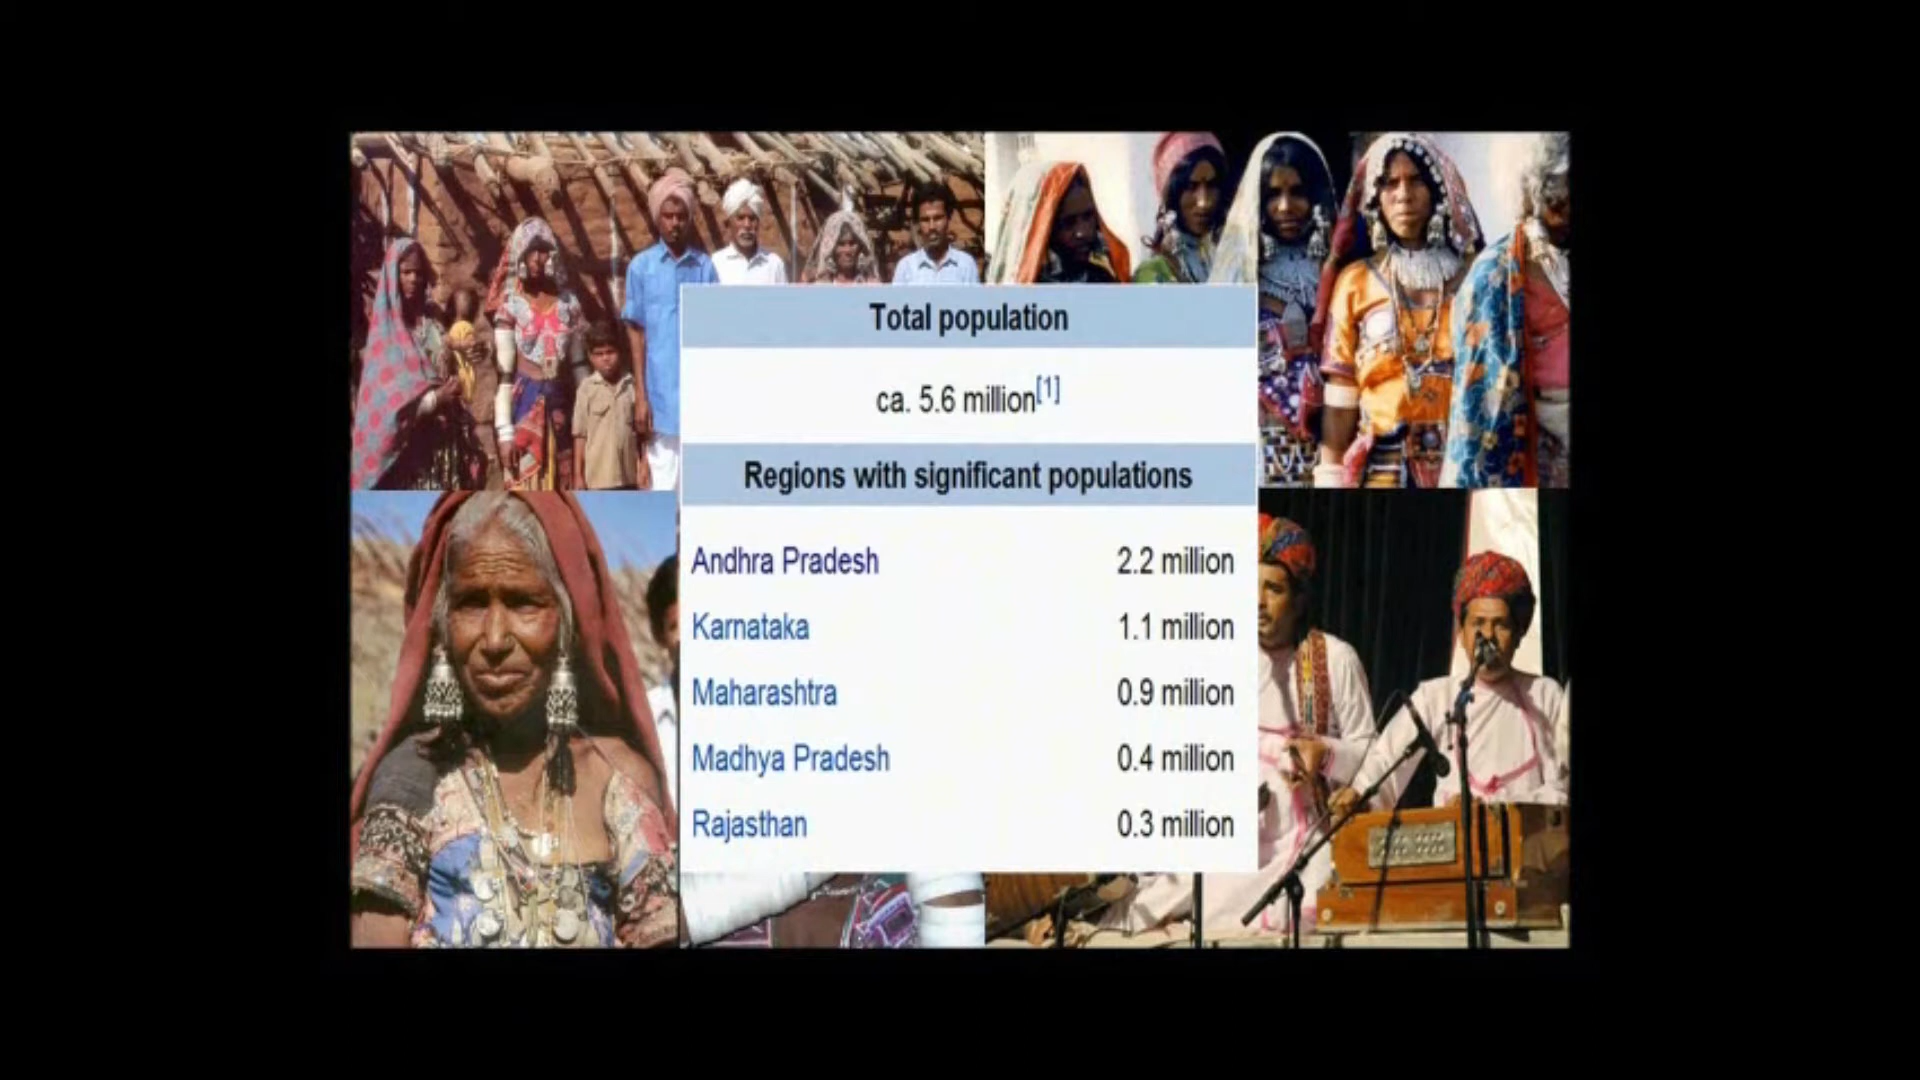 Total population
ca. 5.6 million[1]
Regions with significant populations
Andhra Pradesh 2.2 million
Karnataka 1.1 million
Maharashtra 0.9 million
Madhya Pradesh 0.4 million
Rajasthan 0.3 million